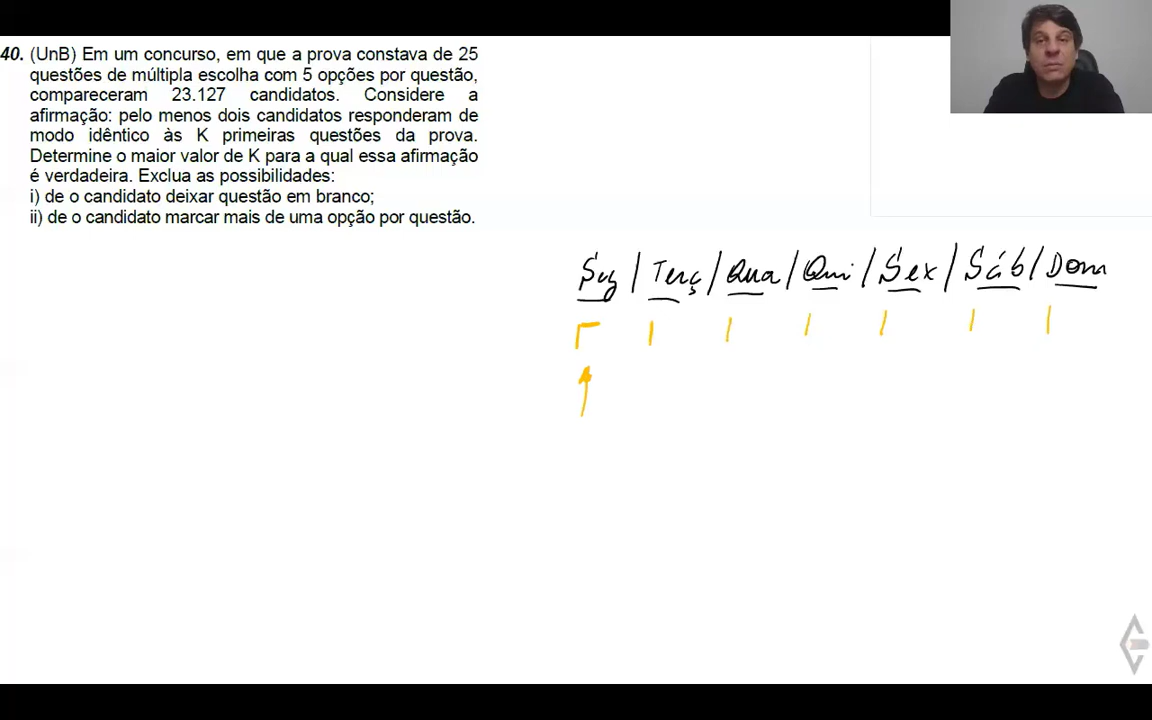 40. (UnB) Em um concurso, em que a prova constava de 25
questões de múltipla escolha com 5 opções por questão,
compareceram 23.127 candidatos. Considere a
afirmação: pelo menos dois candidatos responderam de
modo idêntico às K primeiras questões da prova.
Determine o maior valor de K para a qual essa afirmação
é verdadeira. Exclua as possibilidades:
i) de o candidato deixar questão em branco;
ii) de o candidato marcar mais de uma opção por questão.
Seg / Terç / Qua / Qui / Sex / Sáb / Dom